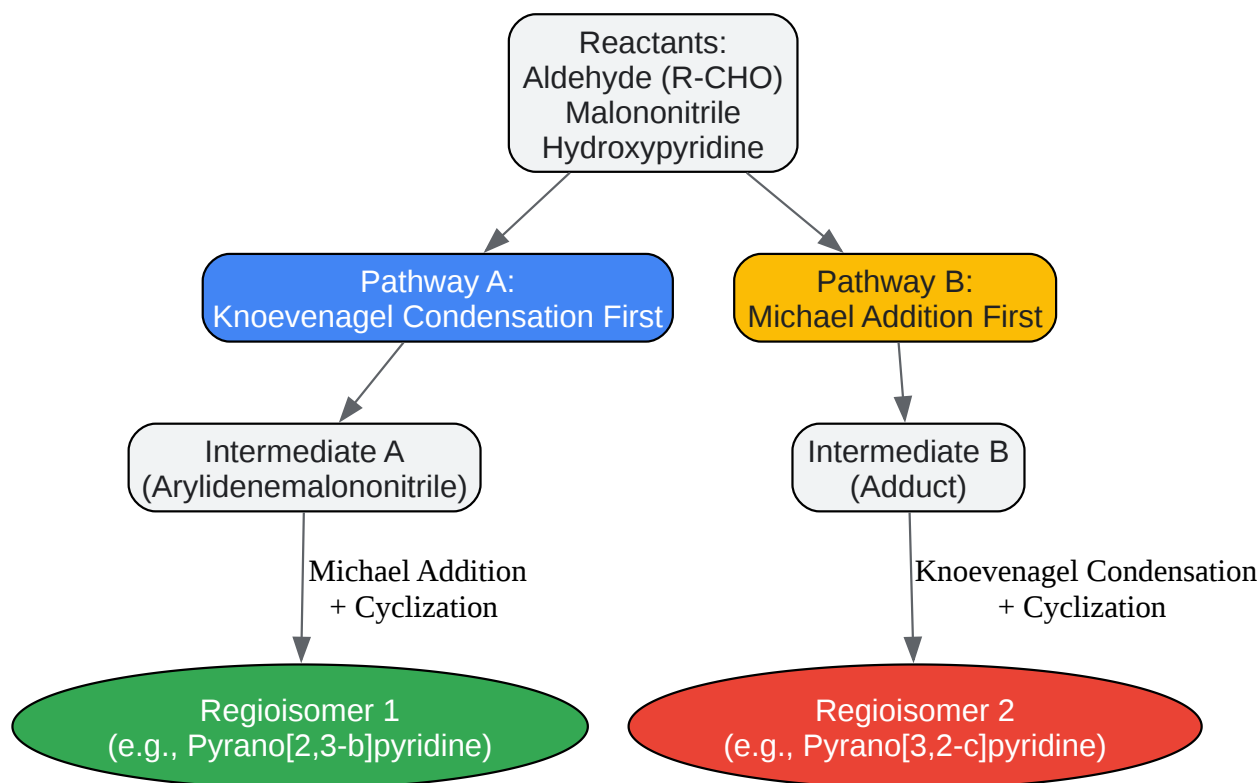 Reactants:
Aldehyde (R-CHO)
Malononitrile
Hydroxypyridine
Pathway A:
Knoevenagel Condensation First
Pathway B:
Michael Addition First
Intermediate A
(Arylidenemalononitrile)
Intermediate B
(Adduct)
Michael Addition
+ Cyclization
Knoevenagel Condensation
+ Cyclization
Regioisomer 1
(e.g., Pyrano[2,3-b]pyridine)
Regioisomer 2
(e.g., Pyrano[3,2-c]pyridine)